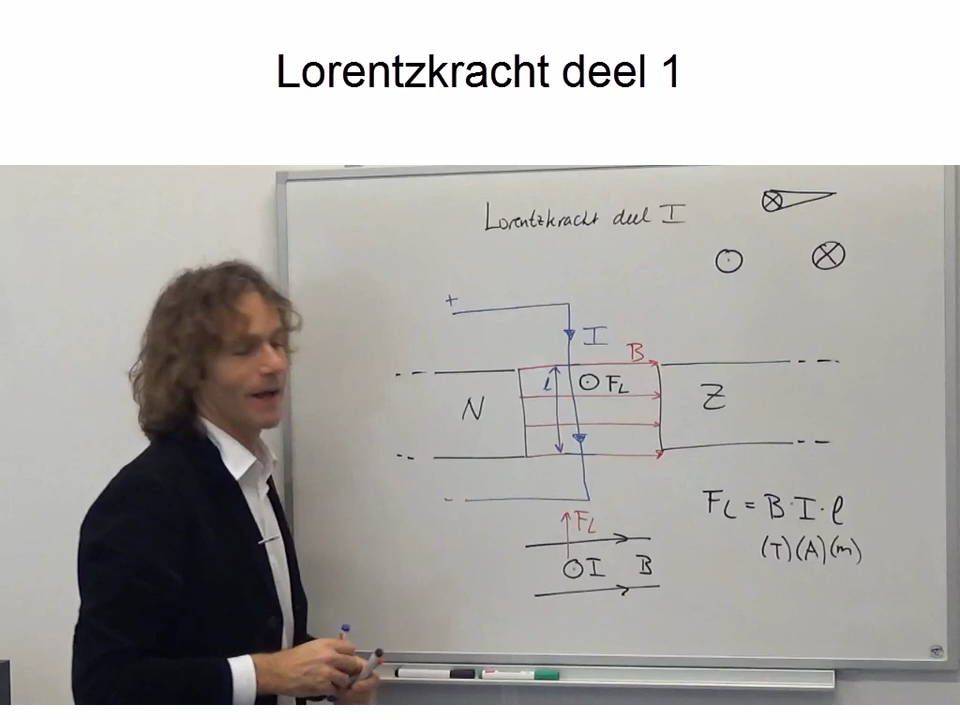 Lorentzkracht deel 1
Lorentzkracht deel I
+
I
B
l
F_L
N
Z
F_L = B·I·l
(T)(A)(m)
F_L
I B